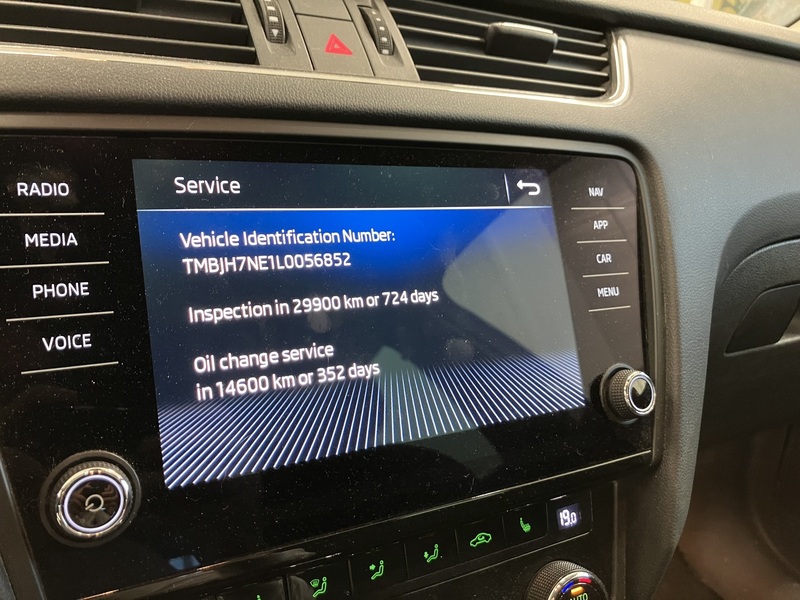 RADIO
MEDIA
PHONE
VOICE
Service
Vehicle Identification Number:
TMBJH7NE1L0056852
Inspection in 29900 km or 724 days
Oil change service
in 14600 km or 352 days
NAV
APP
CAR
MENU
19.0
AUTO